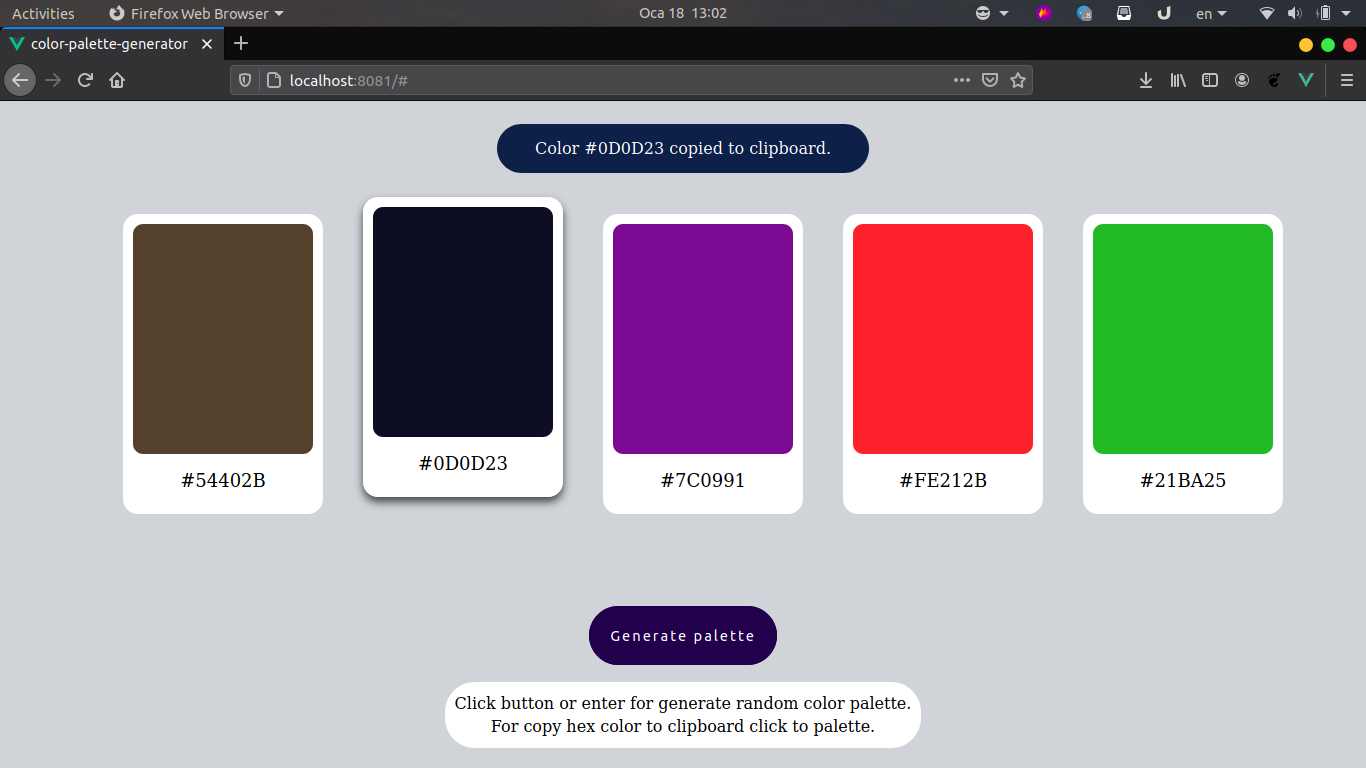 Activities Firefox Web Browser Oca 18 13:02 en
color-palette-generator
localhost:8081/#
Color #0D0D23 copied to clipboard.
#54402B #0D0D23 #7C0991 #FE212B #21BA25
Generate palette
Click button or enter for generate random color palette.
For copy hex color to clipboard click to palette.